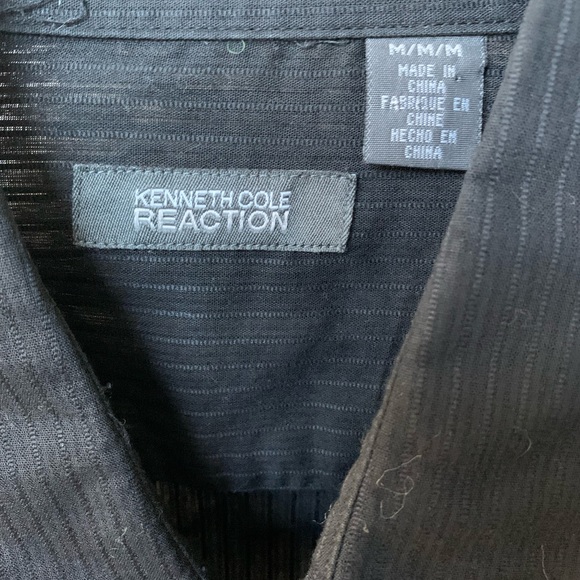 M/M/M
MADE IN
CHINA
FABRIQUE EN
CHINE
HECHO EN
CHINA
KENNETH COLE
REACTION